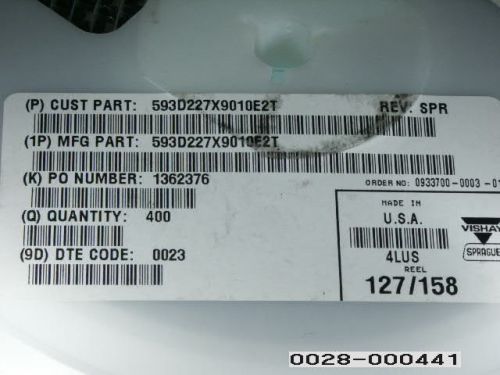 (P) CUST PART: 593D227X9010E2T REV: SPR
(1P) MFG PART: 593D227X9010E2T
(K) PO NUMBER: 1362376
ORDER NO: 0933700-0003-01
(Q) QUANTITY: 400
MADE IN
U.S.A.
VISHAY
SPRAGUE
(9D) DTE CODE: 0023
4LUS
REEL
127/158
0028-000441